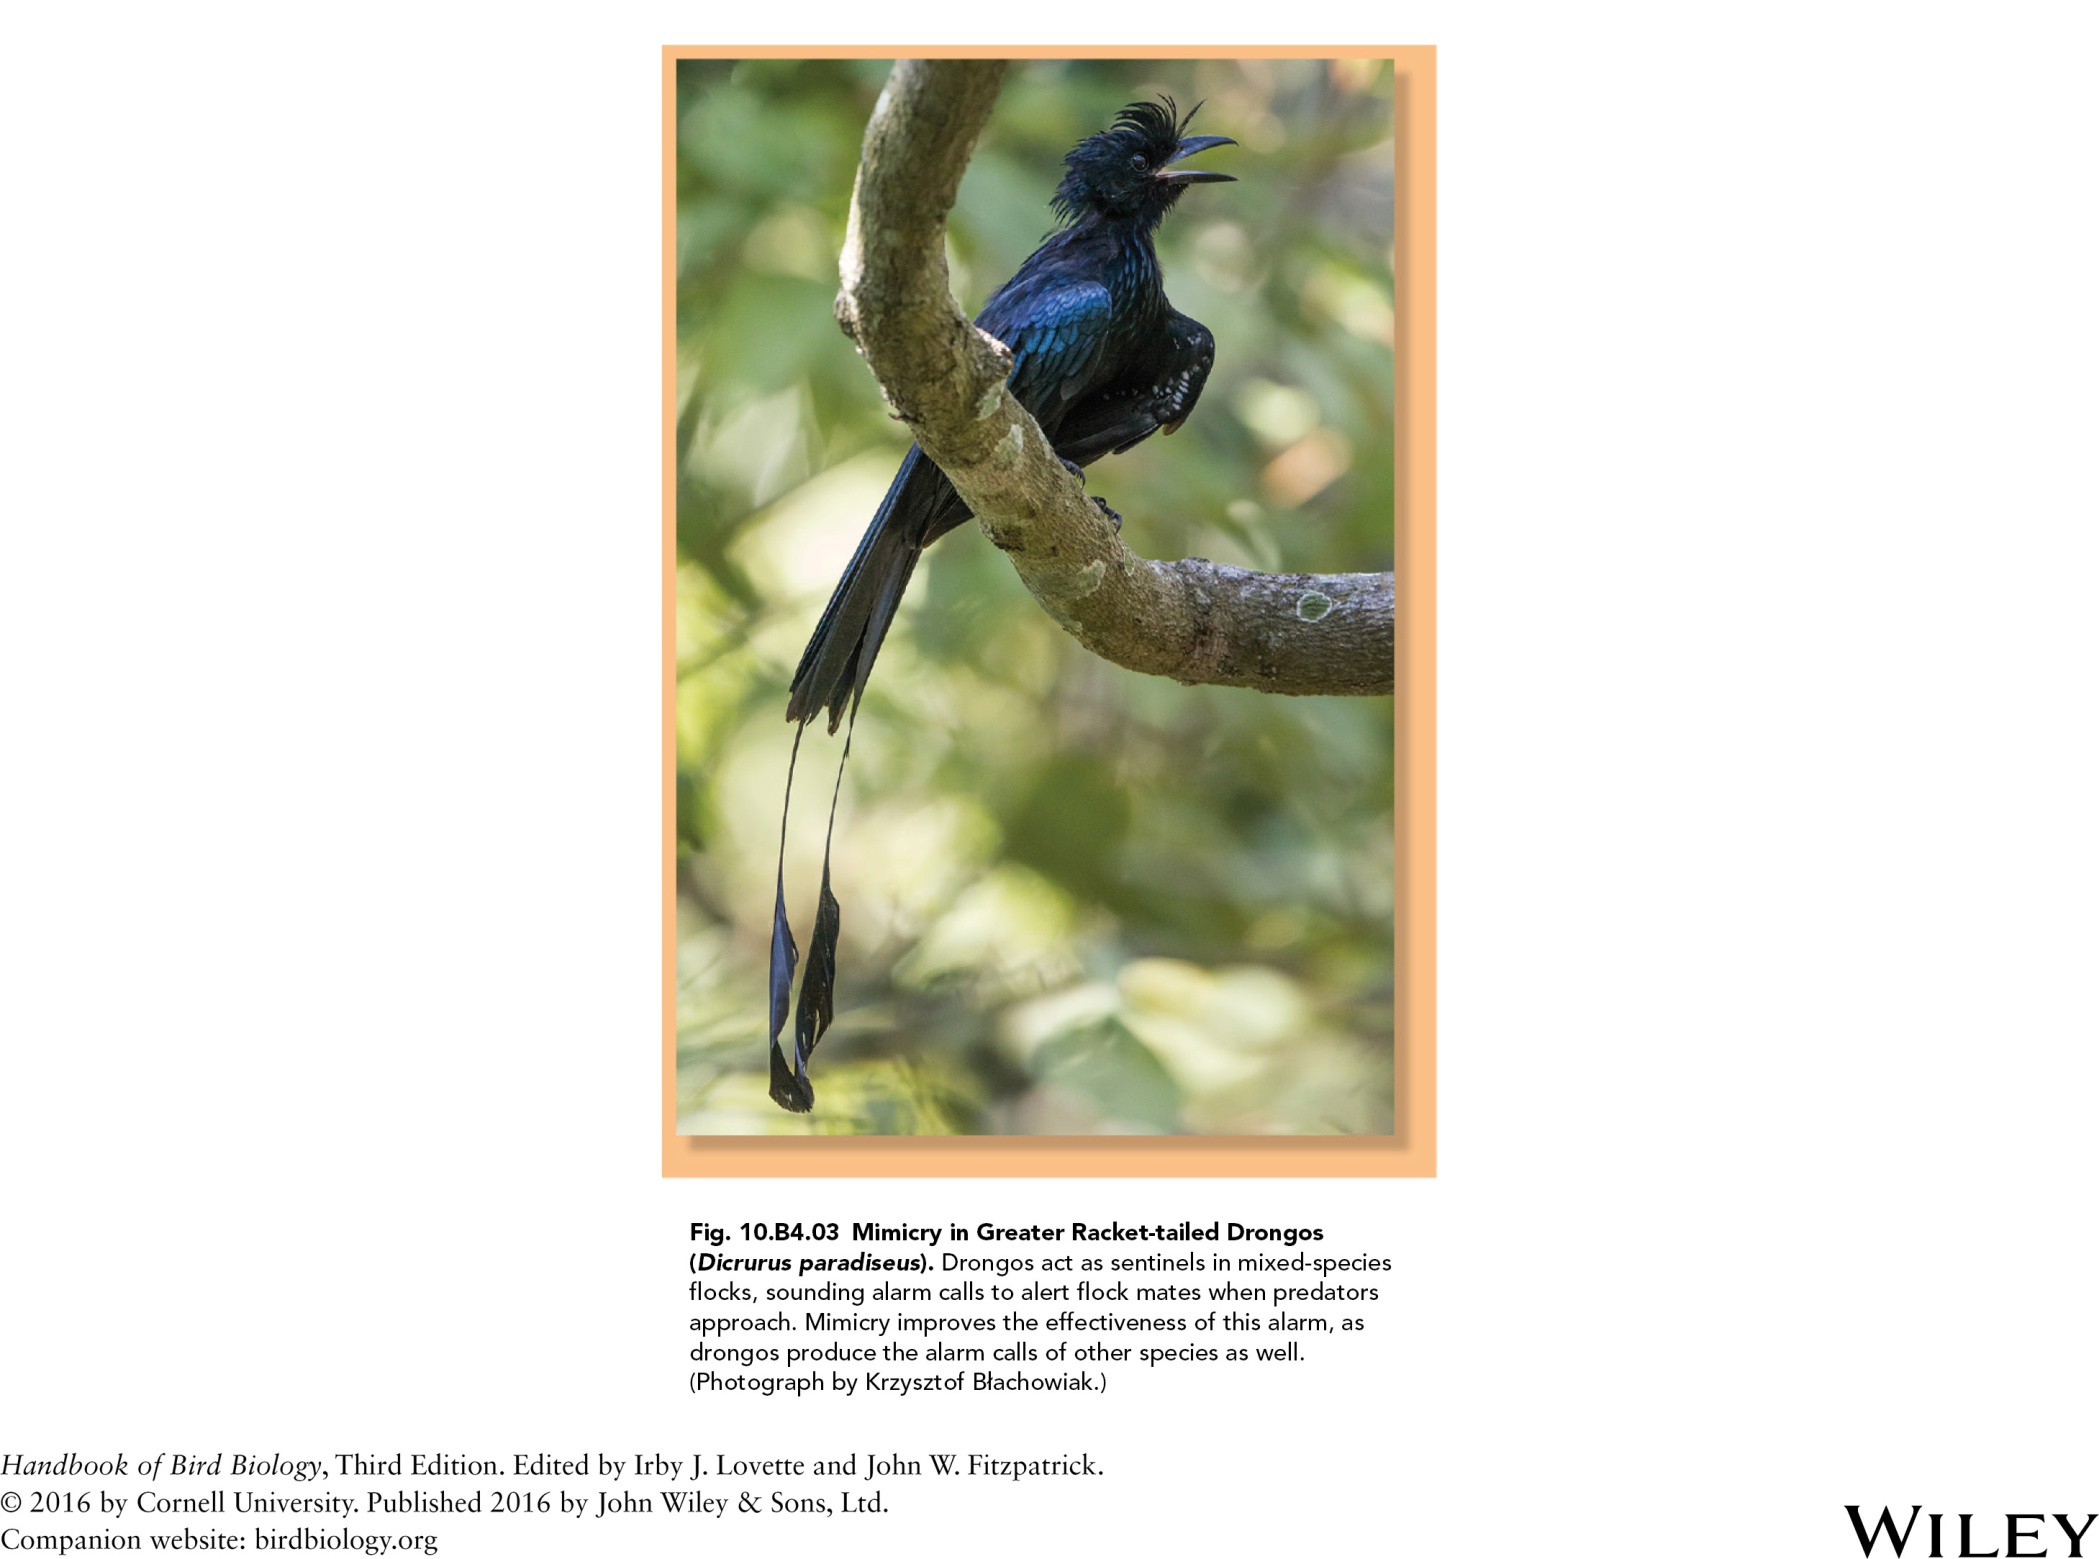 Fig. 10.B4.03 Mimicry in Greater Racket-tailed Drongos
(Dicrurus paradiseus). Drongos act as sentinels in mixed-species
flocks, sounding alarm calls to alert flock mates when predators
approach. Mimicry improves the effectiveness of this alarm, as
drongos produce the alarm calls of other species as well.
(Photograph by Krzysztof Błachowiak.)
Handbook of Bird Biology, Third Edition. Edited by Irby J. Lovette and John W. Fitzpatrick.
© 2016 by Cornell University. Published 2016 by John Wiley & Sons, Ltd.
Companion website: birdbiology.org
WILEY